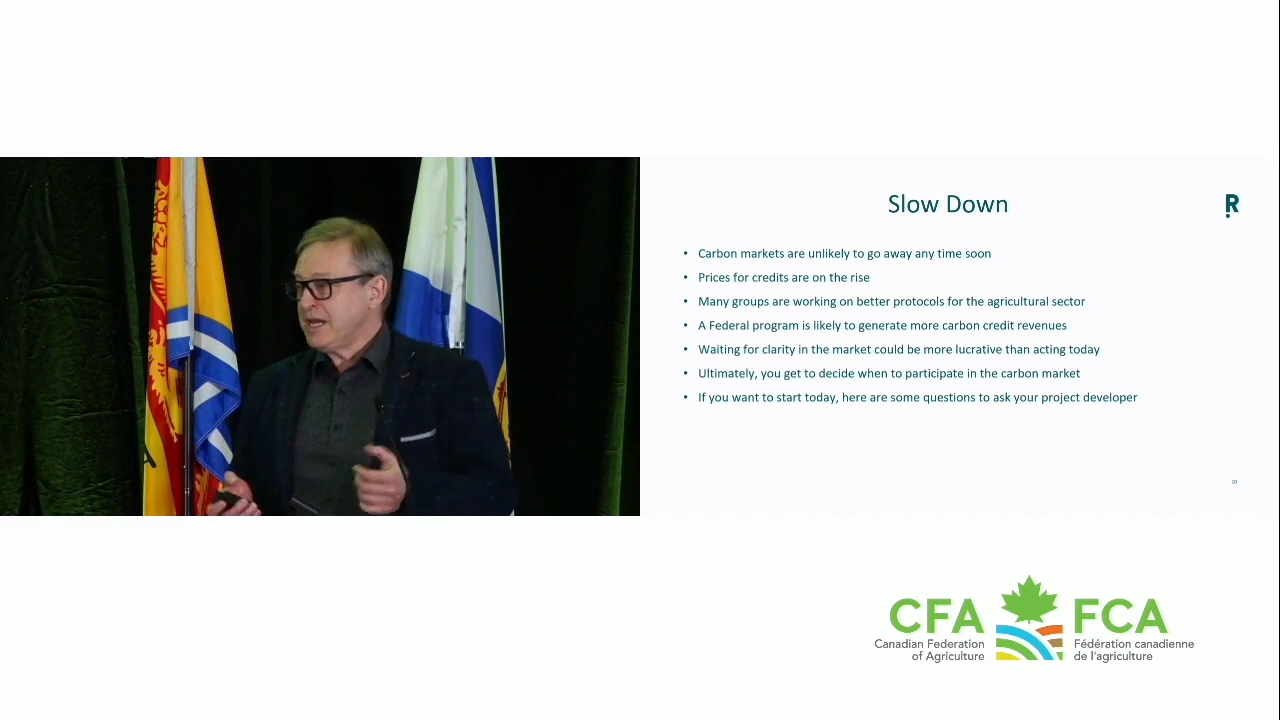 Slow Down
R
• Carbon markets are unlikely to go away any time soon
• Prices for credits are on the rise
• Many groups are working on better protocols for the agricultural sector
• A Federal program is likely to generate more carbon credit revenues
• Waiting for clarity in the market could be more lucrative than acting today
• Ultimately, you get to decide when to participate in the carbon market
• If you want to start today, here are some questions to ask your project developer
10
CFA FCA
Canadian Federation
of Agriculture
Fédération canadienne
de l'agriculture